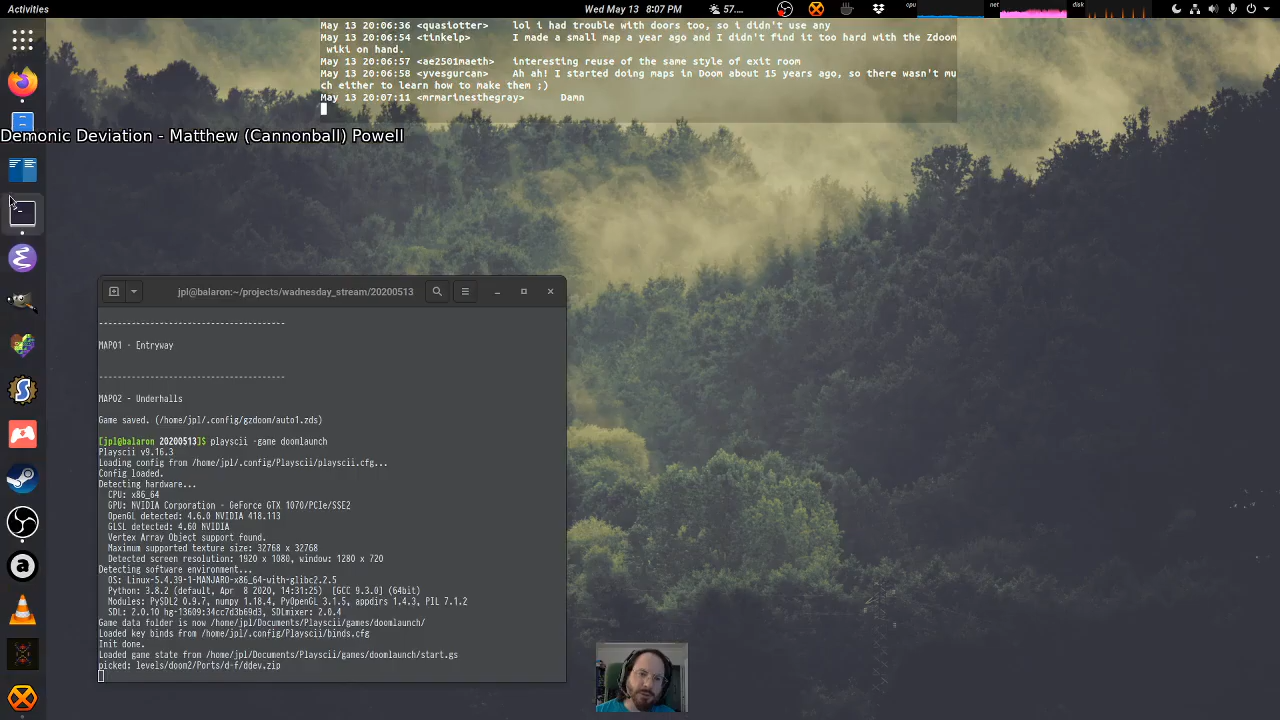 Activities
Wed May 13  8:07 PM
57...
cpu
net
disk
May 13 20:06:36 <quasiotter>    lol i had trouble with doors too, so i didn't use any
May 13 20:06:54 <tinkelp>    I made a small map a year ago and I didn't find it too hard with the Zdoom
wiki on hand.
May 13 20:06:57 <ae2501maeth>    interesting reuse of the same style of exit room
May 13 20:06:58 <yvesgurcan>    Ah ah! I started doing maps in Doom about 15 years ago, so there wasn't mu
ch either to learn how to make them ;)
May 13 20:07:11 <mrmarinesthegray>    Damn
Demonic Deviation - Matthew (Cannonball) Powell
jpl@balaron:~/projects/wadnesday_stream/20200513
----------------------------------------
MAP01 - Entryway
----------------------------------------
MAP02 - Underhalls
Game saved. (/home/jpl/.config/gzdoom/auto1.zds)
[jpl@balaron 20200513]$ playscii -game doomlaunch
Playscii v9.16.3
Loading config from /home/jpl/.config/Playscii/playscii.cfg...
Config loaded.
Detecting hardware...
CPU: x86_64
GPU: NVIDIA Corporation - GeForce GTX 1070/PCIe/SSE2
OpenGL detected: 4.6.0 NVIDIA 418.113
GLSL detected: 4.60 NVIDIA
Vertex Array Object support found.
Maximum supported texture size: 32768 x 32768
Detected screen resolution: 1920 x 1080, window: 1280 x 720
Detecting software environment...
OS: Linux-5.4.39-1-MANJARO-x86_64-with-glibc2.2.5
Python: 3.8.2 (default, Apr  8 2020, 14:31:25)  [GCC 9.3.0] (64bit)
Modules: PySDL2 0.9.7, numpy 1.18.4, PyOpenGL 3.1.5, appdirs 1.4.3, PIL 7.1.2
SDL: 2.0.10 hg-13609:34cc7d3b69d3, SDLmixer: 2.0.4
Game data folder is now /home/jpl/Documents/Playscii/games/doomlaunch/
Loaded key binds from /home/jpl/.config/Playscii/binds.cfg
Init done.
Loaded game state from /home/jpl/Documents/Playscii/games/doomlaunch/start.gs
picked: levels/doom2/Ports/d-f/ddev.zip